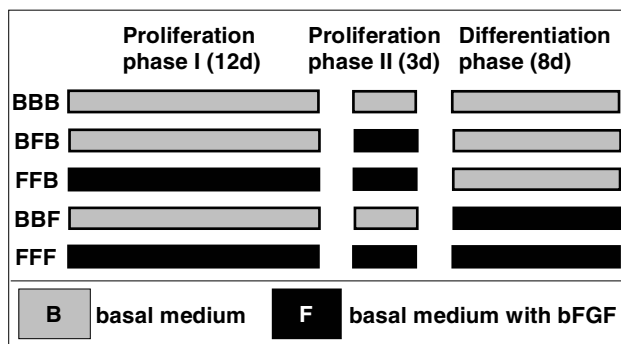 Proliferation Proliferation Differentiation
phase I (12d) phase II (3d) phase (8d)
BBB
BFB
FFB
BBF
FFF
B basal medium F basal medium with bFGF